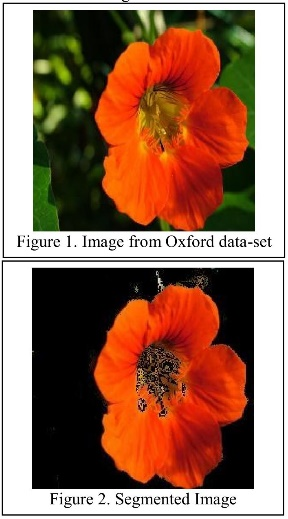 Figure 1. Image from Oxford data-set
Figure 2. Segmented Image